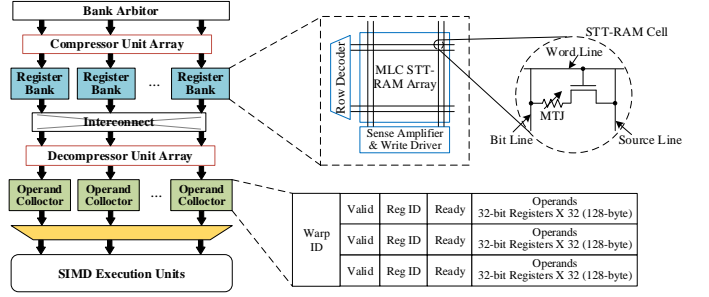 Bank Arbitor
Compressor Unit Array
Register Bank
Register Bank
...
Register Bank
Interconnect
Decompressor Unit Array
Operand Colloctor
Operand Colloctor
...
Operand Colloctor
SIMD Execution Units
Row Decoder
MLC STT-
RAM Array
Sense Amplifier
& Write Driver
STT-RAM Cell
Word Line
MTJ
Bit Line
Source Line
Warp
ID
Valid Reg ID Ready Operands
32-bit Registers X 32 (128-byte)
Valid Reg ID Ready Operands
32-bit Registers X 32 (128-byte)
Valid Reg ID Ready Operands
32-bit Registers X 32 (128-byte)